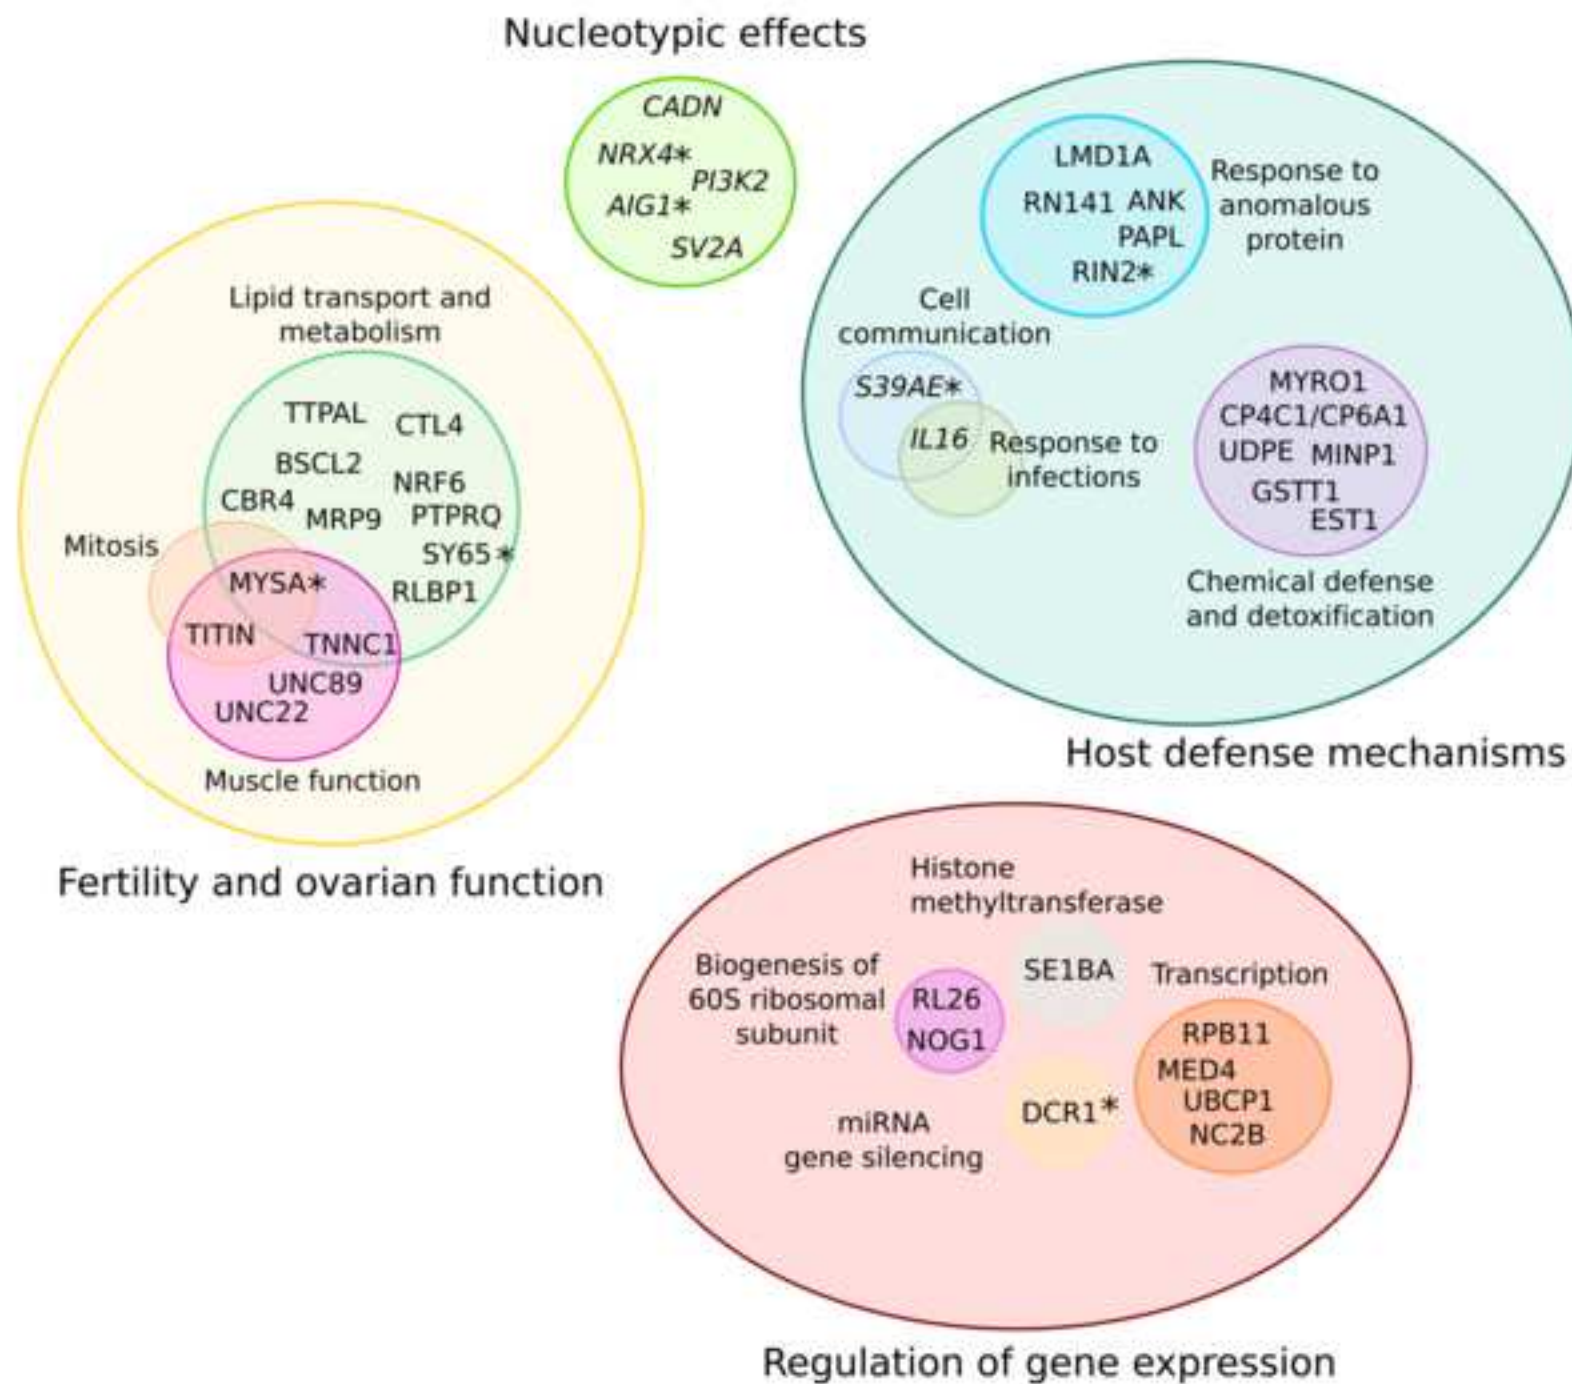 Nucleotypic effects
CADN
NRX4*
PI3K2
AIG1*
SV2A
LMD1A
RN141 ANK
PAPL
RIN2*
Response to
anomalous
protein
Cell
communication
S39AE*
IL16
Response to
infections
MYRO1
CP4C1/CP6A1
UDPE MINP1
GSTT1
EST1
Chemical defense
and detoxification
Host defense mechanisms
Lipid transport and
metabolism
TTPAL
CTL4
BSCL2
NRF6
CBR4
MRP9
PTPRQ
SY65*
RLBP1
Mitosis
MYSA*
TITIN
TNNC1
UNC89
UNC22
Muscle function
Fertility and ovarian function
Histone
methyltransferase
SE1BA
Biogenesis of
60S ribosomal
subunit
RL26
NOG1
Transcription
RPB11
MED4
UBCP1
NC2B
DCR1*
miRNA
gene silencing
Regulation of gene expression